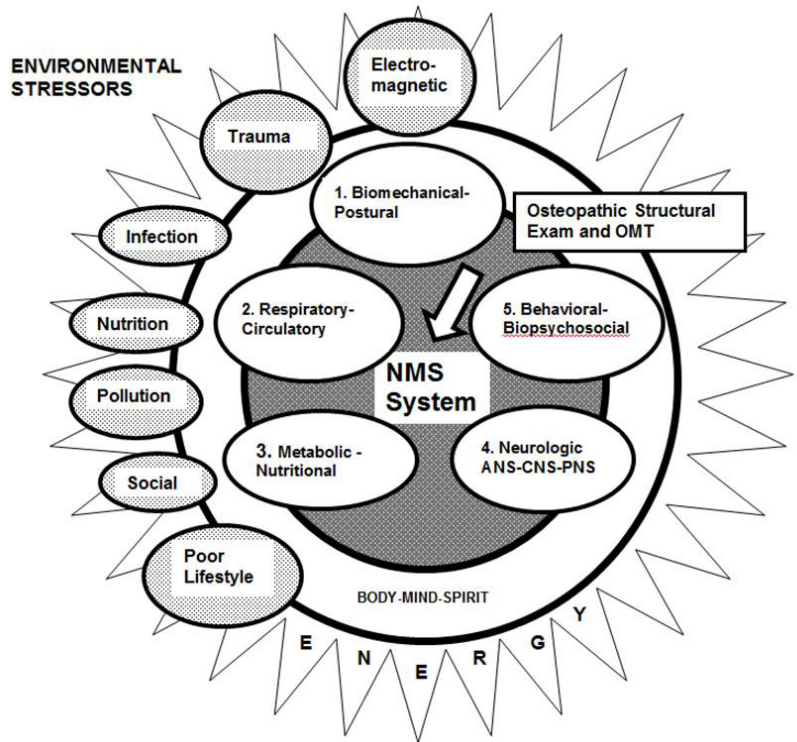 ENVIRONMENTAL
STRESSORS
Electro-
magnetic
Trauma
Infection
Nutrition
Pollution
Social
Poor
Lifestyle
1. Biomechanical-
Postural
Osteopathic Structural
Exam and OMT
2. Respiratory-
Circulatory
5. Behavioral-
Biopsychosocial
NMS
System
3. Metabolic -
Nutritional
4. Neurologic
ANS-CNS-PNS
BODY-MIND-SPIRIT
E N E R G Y